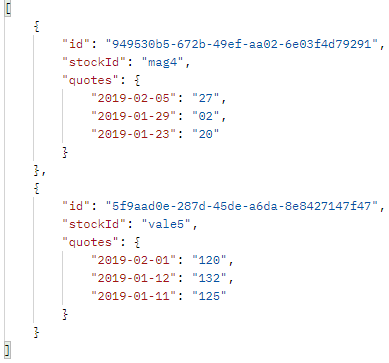 [
    {
        "id": "949530b5-672b-49ef-aa02-6e03f4d79291",
        "stockId": "mag4",
        "quotes": {
            "2019-02-05": "27",
            "2019-01-29": "02",
            "2019-01-23": "20"
        }
    },
    {
        "id": "5f9aad0e-287d-45de-a6da-8e8427147f47",
        "stockId": "vale5",
        "quotes": {
            "2019-02-01": "120",
            "2019-01-12": "132",
            "2019-01-11": "125"
        }
    }
]